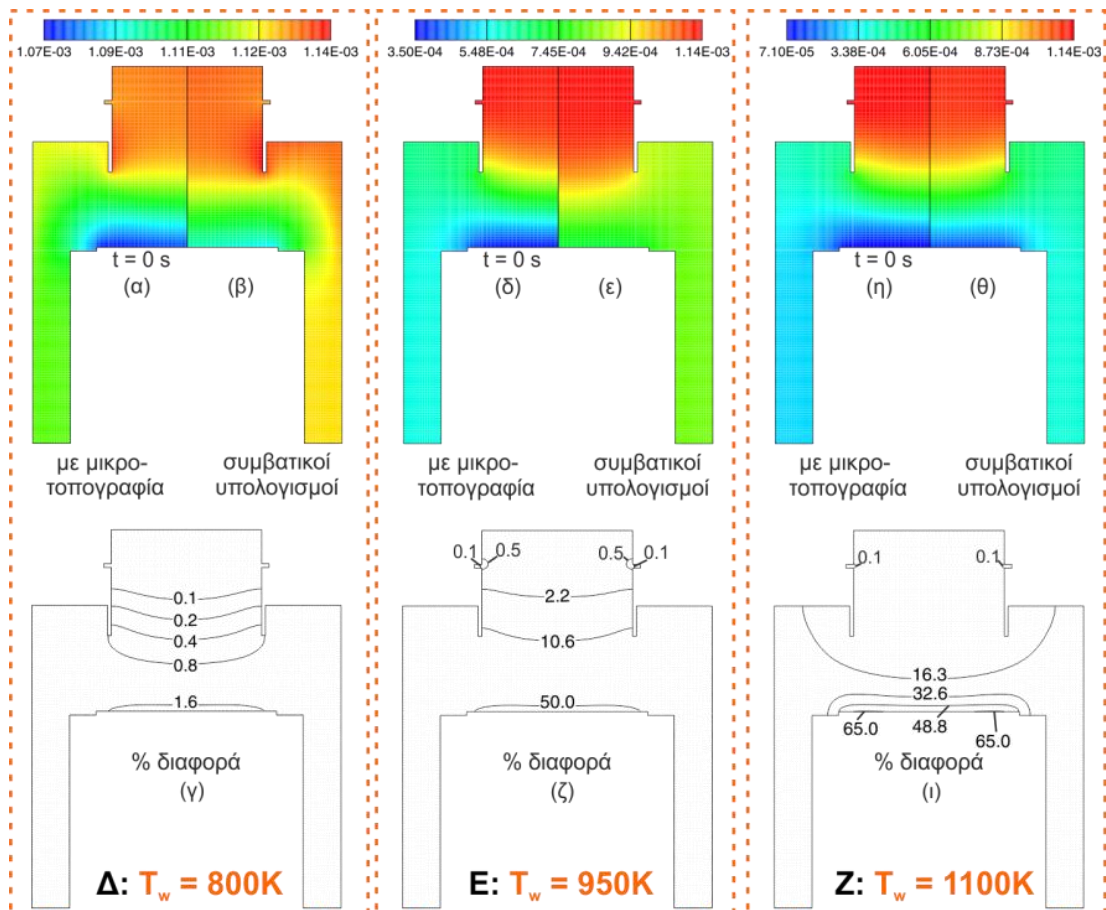 1.07E-03 1.09E-03 1.11E-03 1.12E-03 1.14E-03
t = 0 s
(α) (β)
με μικρο-
τοπογραφία
συμβατικοί
υπολογισμοί
0.1
0.2
0.4
0.8
1.6
% διαφορά
(γ)
Δ: Tw = 800K
3.50E-04 5.48E-04 7.45E-04 9.42E-04 1.14E-03
t = 0 s
(δ) (ε)
με μικρο-
τοπογραφία
συμβατικοί
υπολογισμοί
0.1 0.5 0.5 0.1
2.2
10.6
50.0
% διαφορά
(ζ)
E: Tw = 950K
7.10E-05 3.38E-04 6.05E-04 8.73E-04 1.14E-03
t = 0 s
(η) (θ)
με μικρο-
τοπογραφία
συμβατικοί
υπολογισμοί
0.1 0.1
16.3
32.6
65.0 48.8 65.0
% διαφορά
(ι)
Z: Tw = 1100K